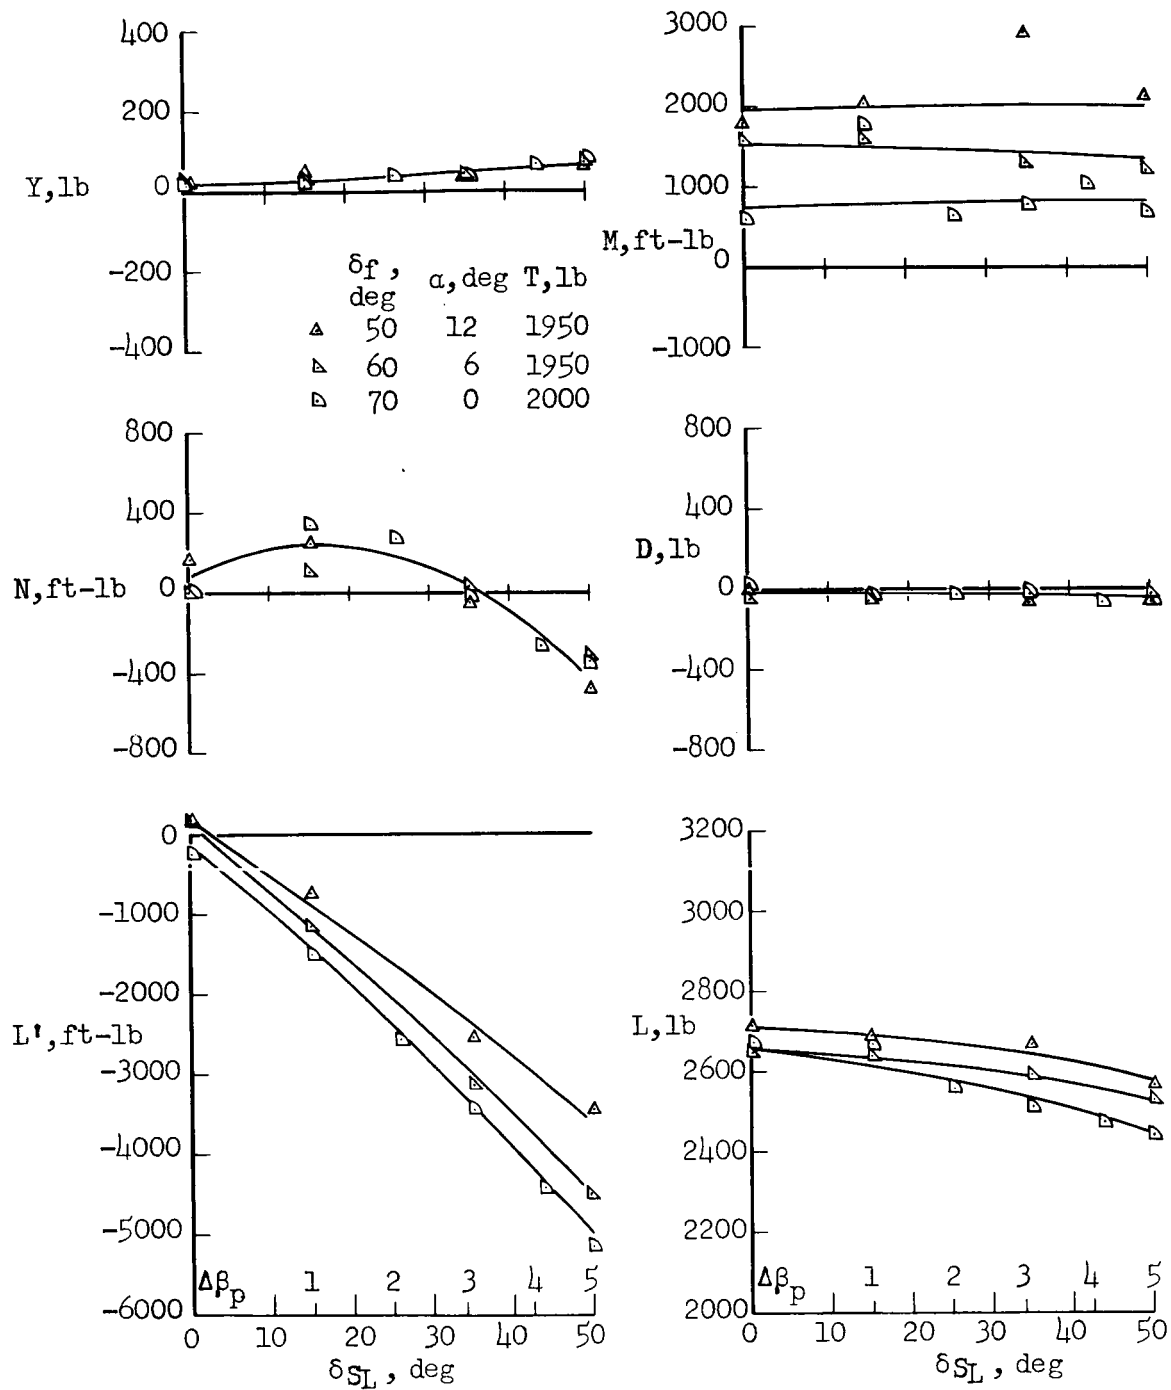 400
200
Y, lb
0
-200
-400
δf, deg α, deg T, lb
50 12 1950
60 6 1950
70 0 2000
3000
2000
1000
M, ft-lb
0
-1000
800
400
N, ft-lb
0
-400
-800
800
400
D, lb
0
-400
-800
0
-1000
-2000
L', ft-lb
-3000
-4000
-5000
-6000
Δβp 1 2 3 4 5
0 10 20 30 40 50
δSL, deg
3200
3000
2800
L, lb
2600
2400
2200
2000
Δβp 1 2 3 4 5
0 10 20 30 40 50
δSL, deg